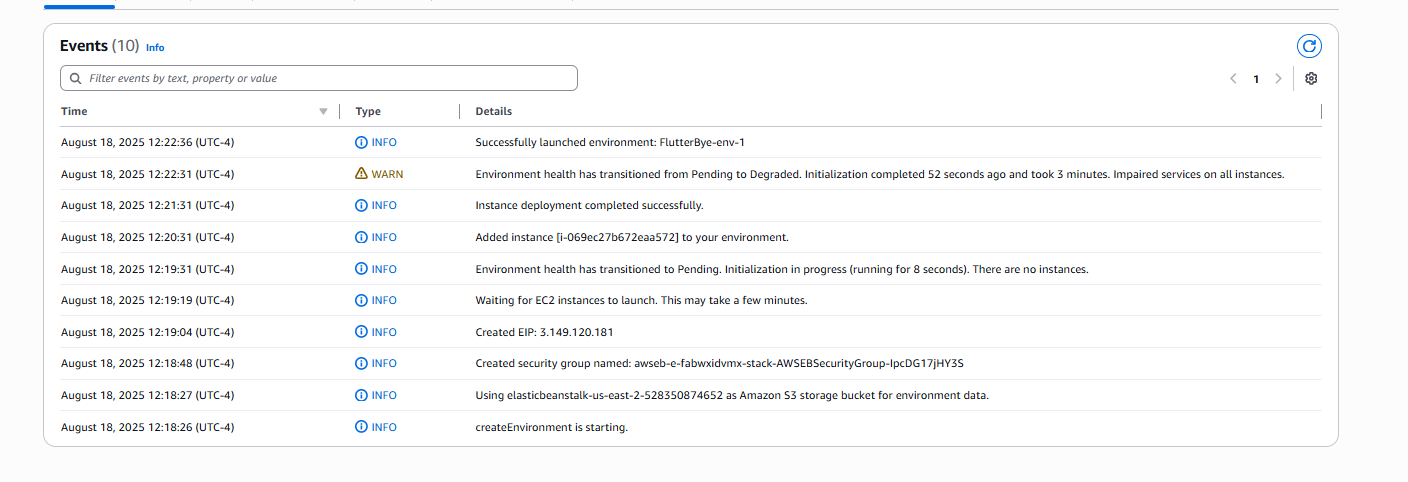 Events (10) Info
Filter events by text, property or value
1
Time Type Details
August 18, 2025 12:22:36 (UTC-4) INFO Successfully launched environment: FlutterBye-env-1
August 18, 2025 12:22:31 (UTC-4) WARN Environment health has transitioned from Pending to Degraded. Initialization completed 52 seconds ago and took 3 minutes. Impaired services on all instances.
August 18, 2025 12:21:31 (UTC-4) INFO Instance deployment completed successfully.
August 18, 2025 12:20:31 (UTC-4) INFO Added instance [i-069ec27b672eaa572] to your environment.
August 18, 2025 12:19:31 (UTC-4) INFO Environment health has transitioned to Pending. Initialization in progress (running for 8 seconds). There are no instances.
August 18, 2025 12:19:19 (UTC-4) INFO Waiting for EC2 instances to launch. This may take a few minutes.
August 18, 2025 12:19:04 (UTC-4) INFO Created EIP: 3.149.120.181
August 18, 2025 12:18:48 (UTC-4) INFO Created security group named: awseb-e-fabwxidvmx-stack-AWSEBSecurityGroup-IpcDG17jHY3S
August 18, 2025 12:18:27 (UTC-4) INFO Using elasticbeanstalk-us-east-2-528350874652 as Amazon S3 storage bucket for environment data.
August 18, 2025 12:18:26 (UTC-4) INFO createEnvironment is starting.